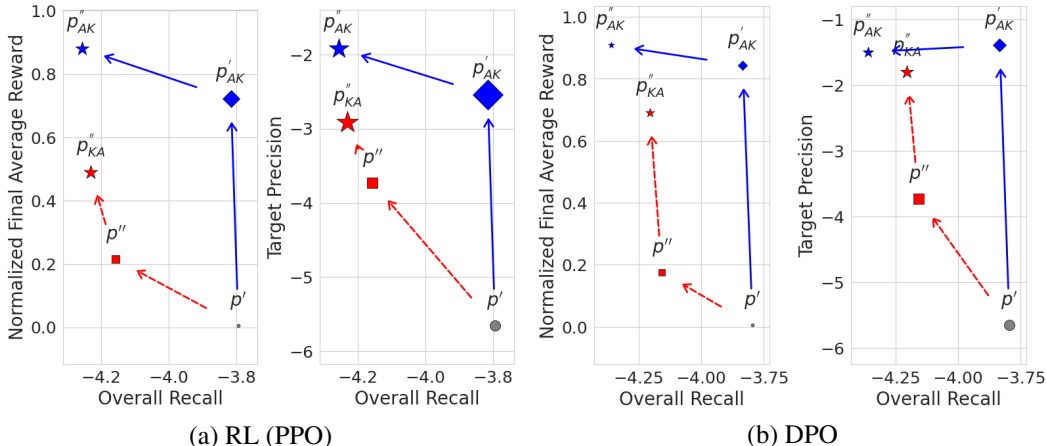 Normalized Final Average Reward
1.0
0.8
0.6
0.4
0.2
0.0
p''_{AK}
p'_{AK}
p''_{KA}
p''
p'
−4.2 −4.0 −3.8
Overall Recall
Target Precision
−2
−3
−4
−5
−6
p''_{AK}
p'_{AK}
p''_{KA}
p''
p'
−4.2 −4.0 −3.8
Overall Recall
(a) RL (PPO)
Normalized Final Average Reward
1.0
0.8
0.6
0.4
0.2
0.0
p''_{AK}
p'_{AK}
p''_{KA}
p''
p'
−4.25 −4.00 −3.75
Overall Recall
Target Precision
−1
−2
−3
−4
−5
−6
p''_{AK}
p'_{AK}
p''_{KA}
p''
p'
−4.25 −4.00 −3.75
Overall Recall
(b) DPO